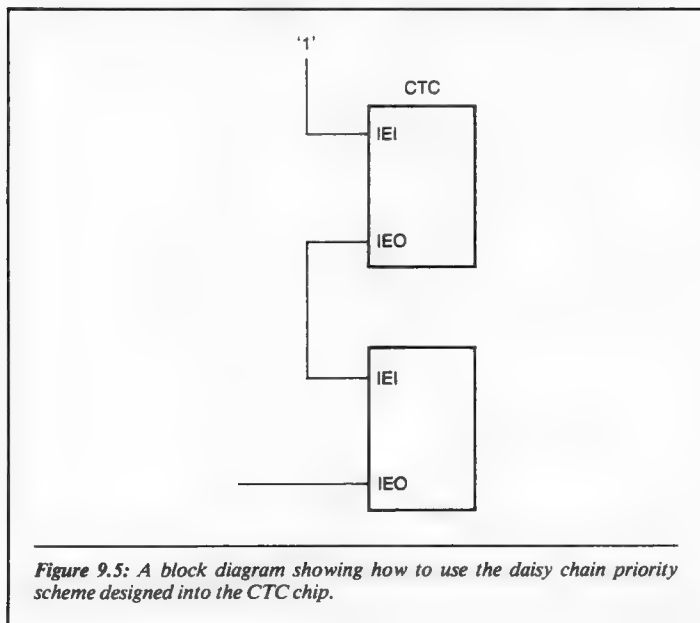 '1'
CTC
IEI
IEO
IEI
IEO
Figure 9.5: A block diagram showing how to use the daisy chain priority
scheme designed into the CTC chip.